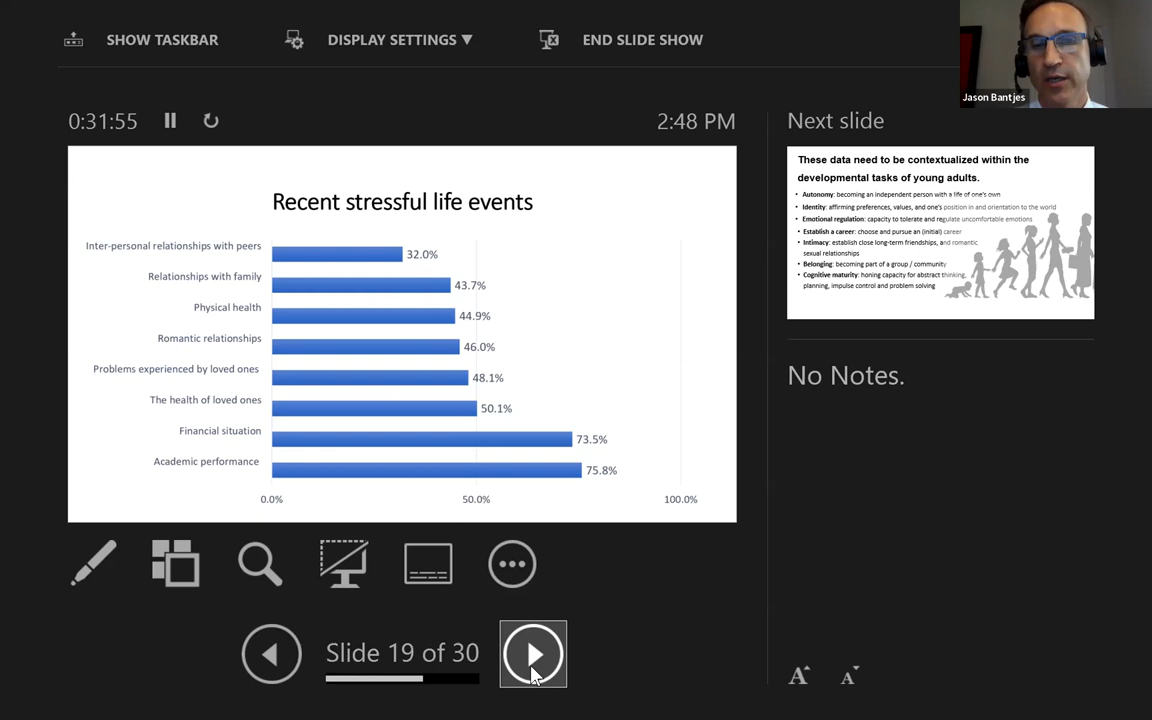 SHOW TASKBAR
DISPLAY SETTINGS ▼
END SLIDE SHOW
Jason Bantjes
0:31:55
2:48 PM
Recent stressful life events
Inter-personal relationships with peers 32.0%
Relationships with family 43.7%
Physical health 44.9%
Romantic relationships 46.0%
Problems experienced by loved ones 48.1%
The health of loved ones 50.1%
Financial situation 73.5%
Academic performance 75.8%
0.0% 50.0% 100.0%
Slide 19 of 30
Next slide
These data need to be contextualized within the
developmental tasks of young adults.
• Autonomy: becoming an independent person with a life of one's own
• Identity: affirming preferences, values, and one's position in and orientation to the world
• Emotional regulation: capacity to tolerate and regulate uncomfortable emotions
• Establish a career: choose and pursue an (initial) career
• Intimacy: establish close long-term friendships, and romantic
sexual relationships
• Belonging: becoming part of a group / community
• Cognitive maturity: honing capacity for abstract thinking,
planning, impulse control and problem solving
No Notes.
A A